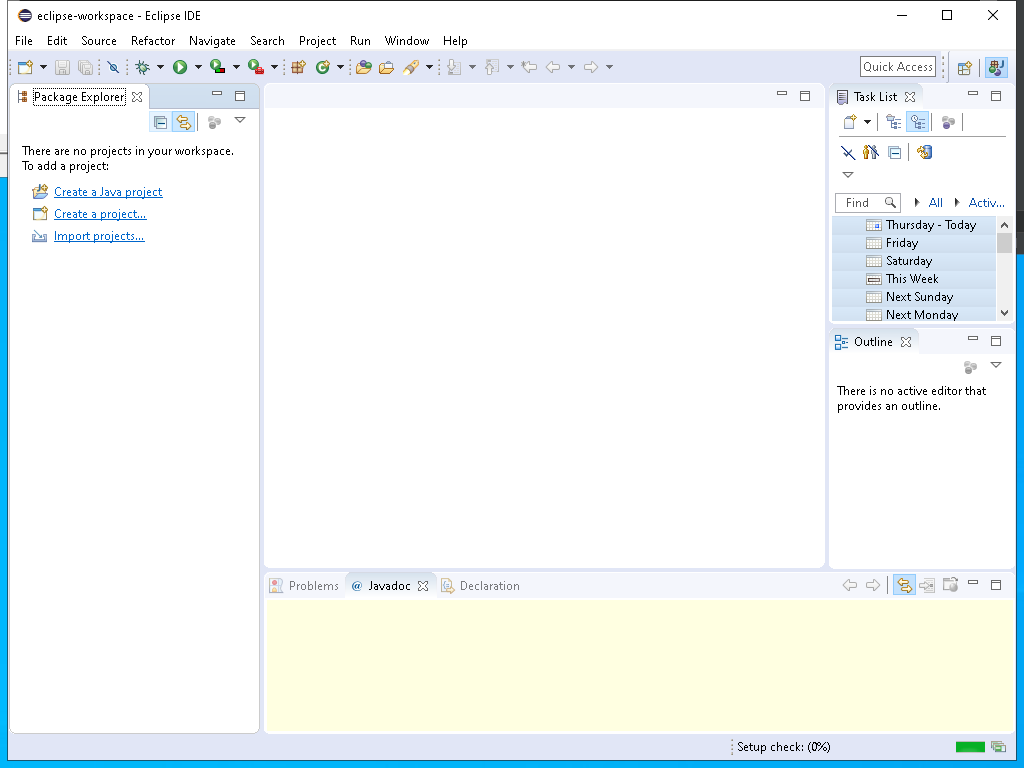 eclipse-workspace - Eclipse IDE
File Edit Source Refactor Navigate Search Project Run Window Help
Quick Access
Package Explorer
There are no projects in your workspace.
To add a project:
Create a Java project
Create a project...
Import projects...
Task List
Find All Activ...
Thursday - Today
Friday
Saturday
This Week
Next Sunday
Next Monday
Outline
There is no active editor that
provides an outline.
Problems @ Javadoc Declaration
Setup check: (0%)